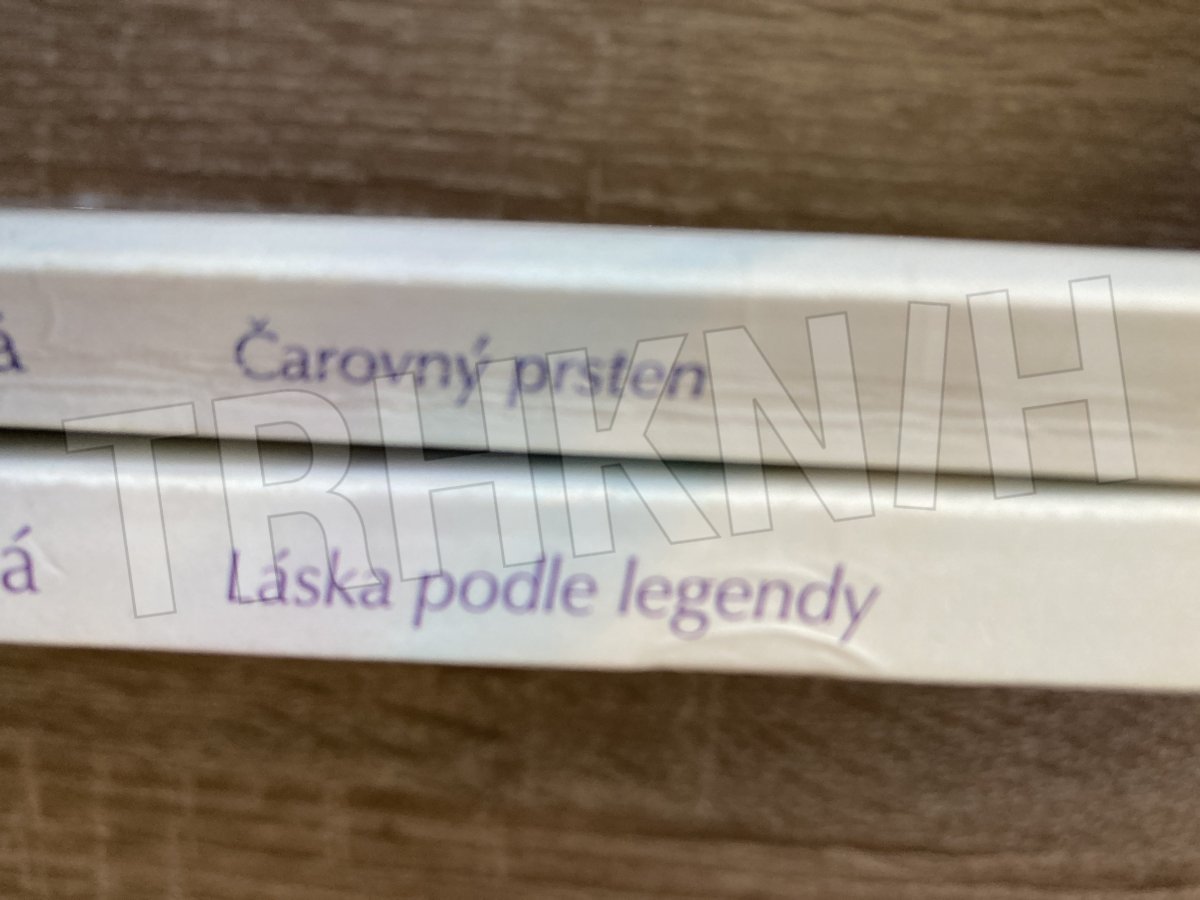 á Čarovný prsten
á Láska podle legendy
TRHKNIH